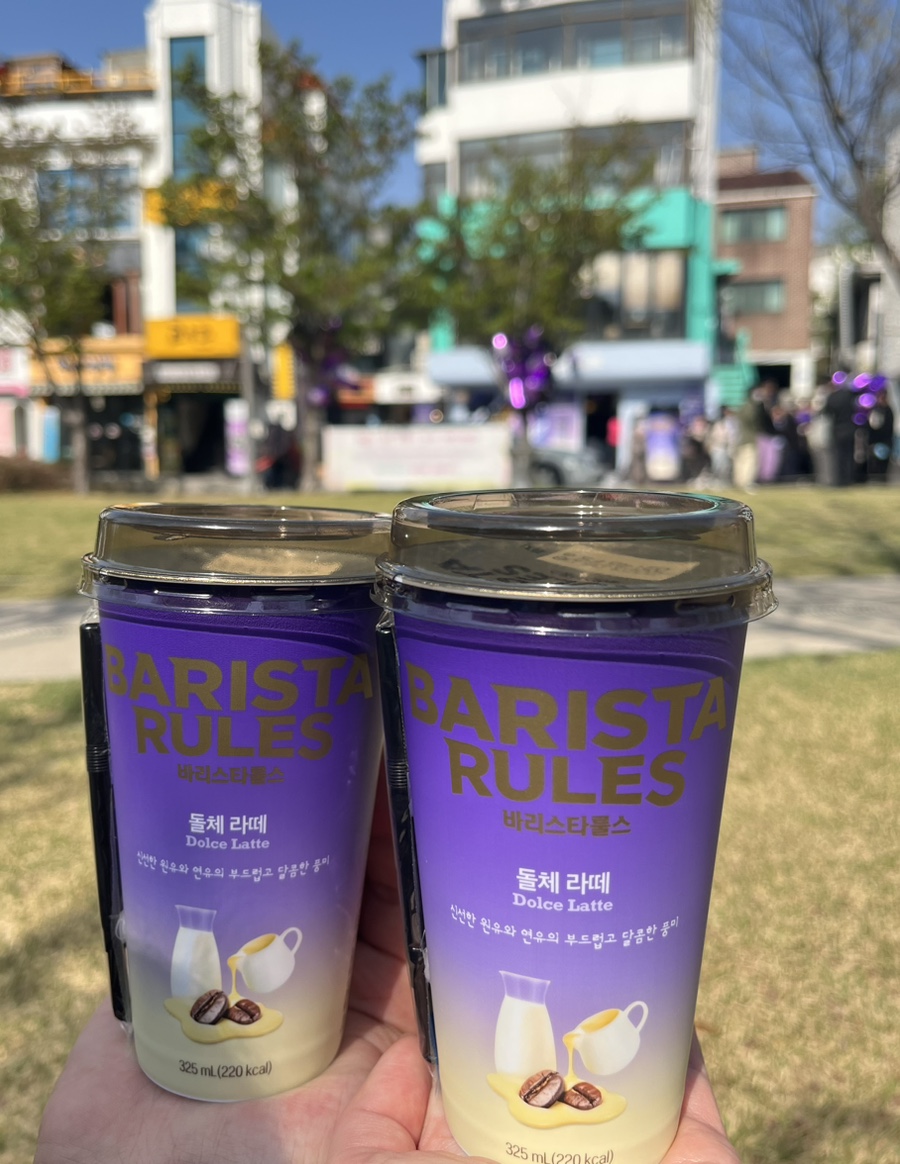 BARISTA
RULES
바리스타룰스
돌체 라떼
Dolce Latte
신선한 원유와 연유의 부드럽고 달콤한 풍미
325 mL(220 kcal)
BARISTA
RULES
바리스타룰스
돌체 라떼
Dolce Latte
신선한 원유와 연유의 부드럽고 달콤한 풍미
325 mL(220 kcal)